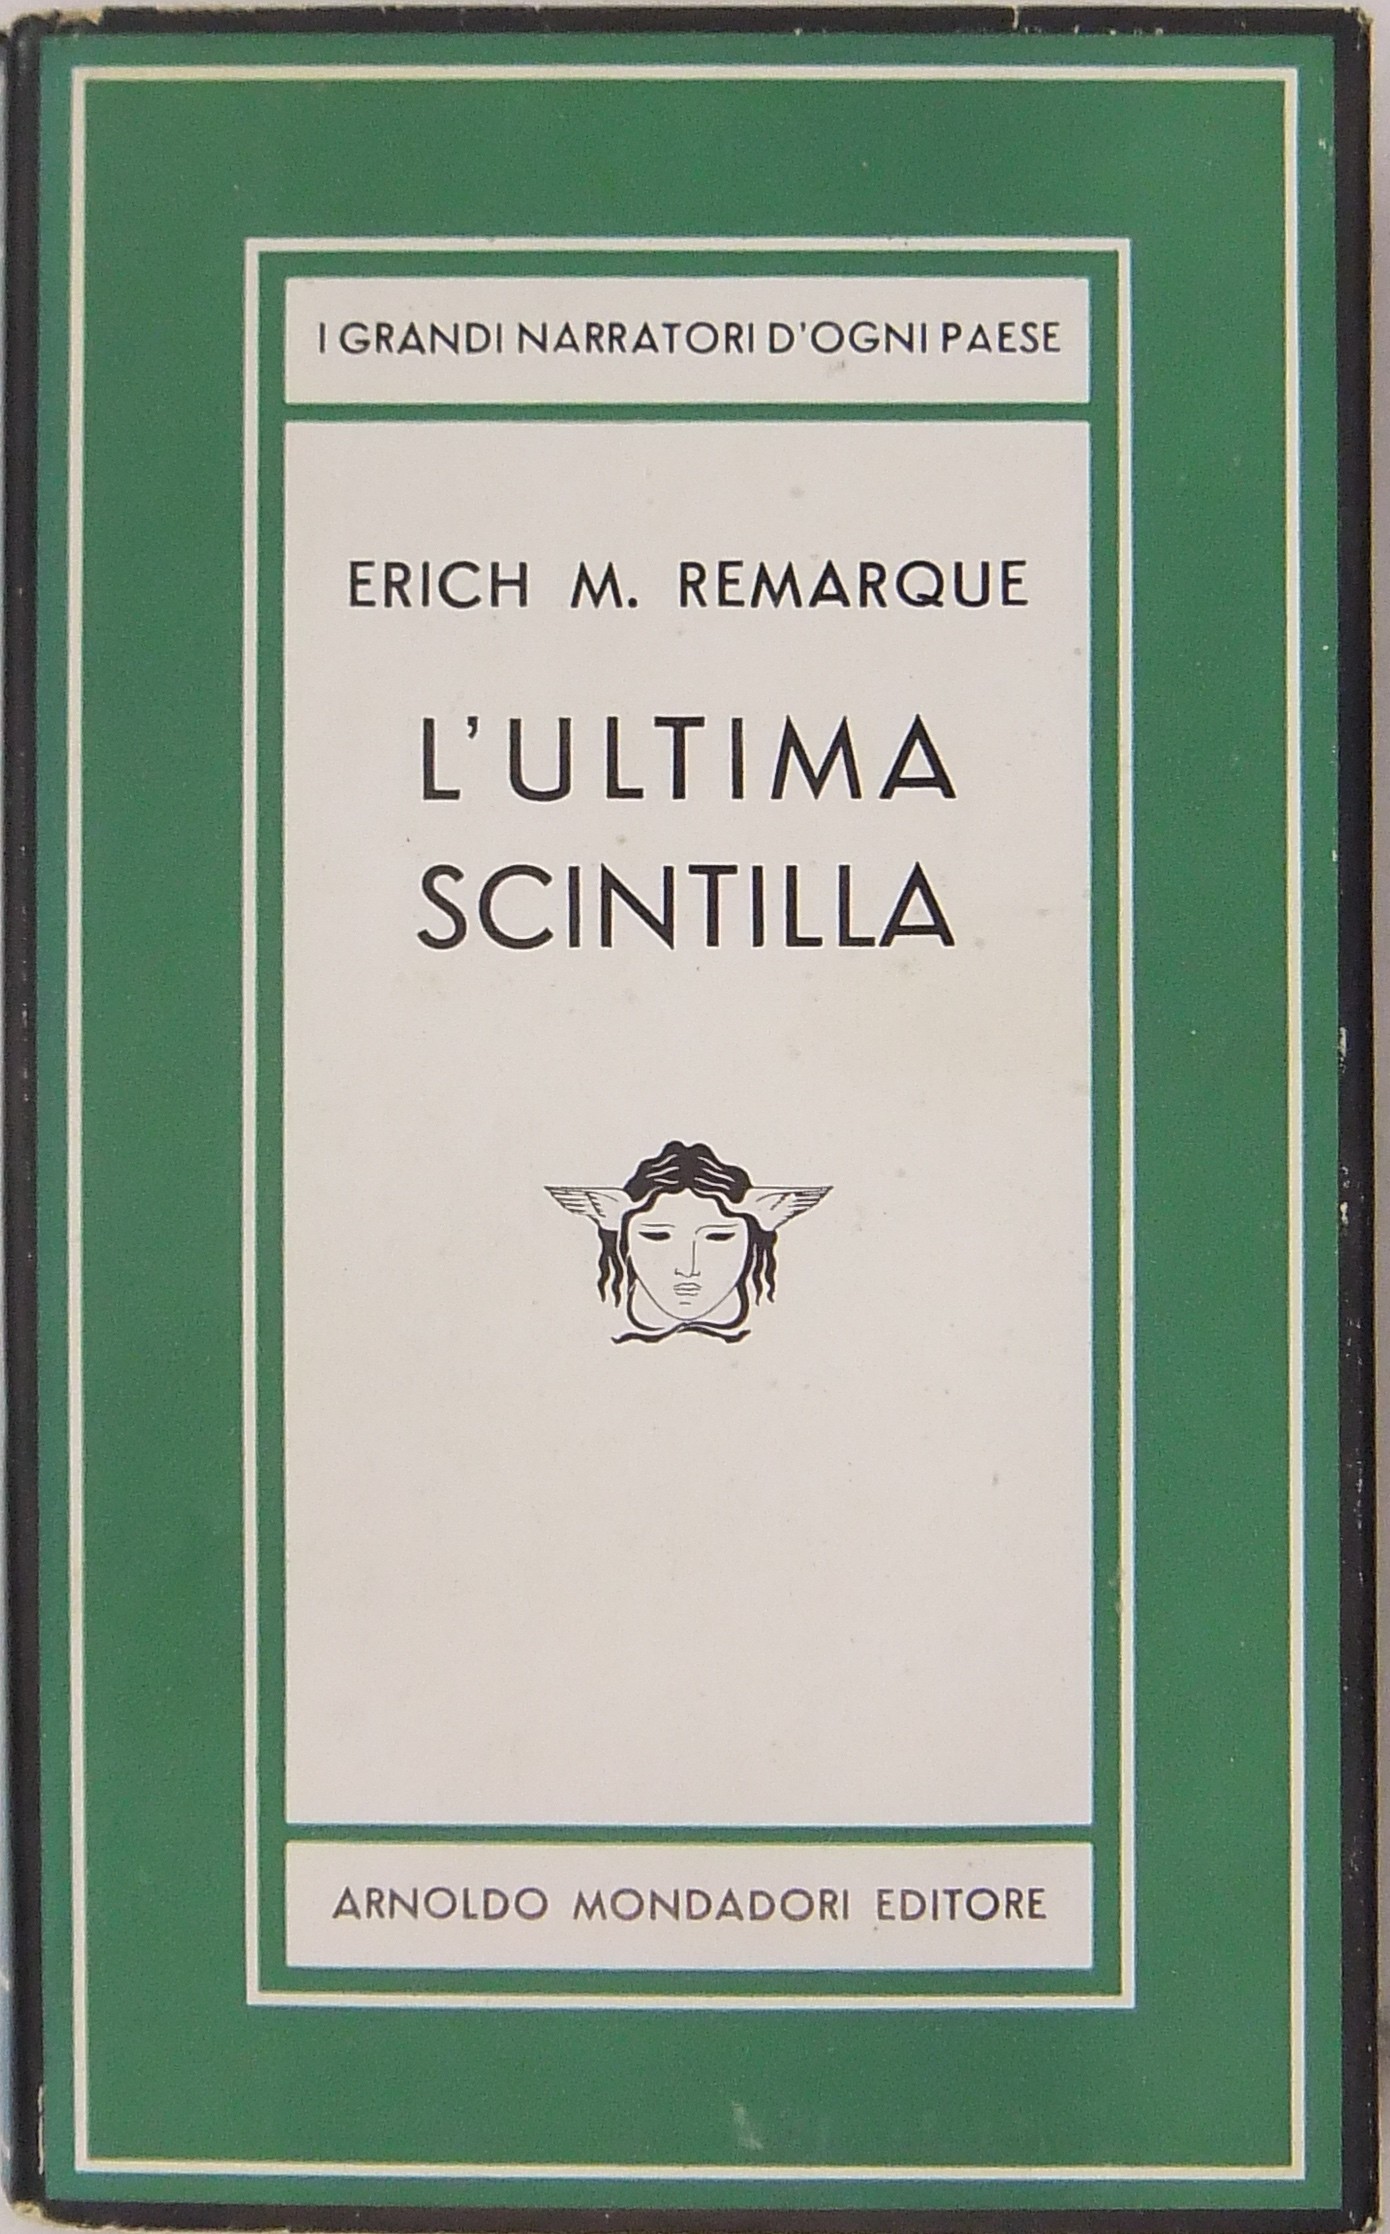 I GRANDI NARRATORI D'OGNI PAESE
ERICH M. REMARQUE
L'ULTIMA
SCINTILLA
ARNOLDO MONDADORI EDITORE